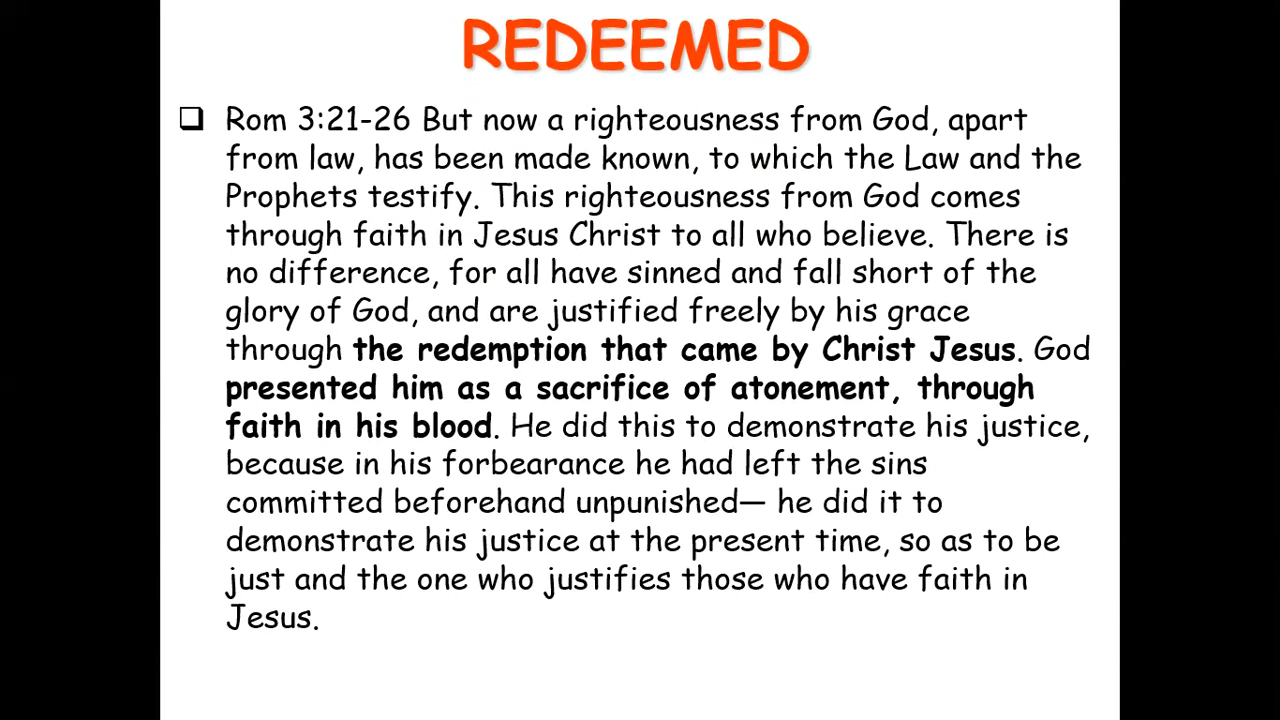 REDEEMED
❑ Rom 3:21-26 But now a righteousness from God, apart
from law, has been made known, to which the Law and the
Prophets testify. This righteousness from God comes
through faith in Jesus Christ to all who believe. There is
no difference, for all have sinned and fall short of the
glory of God, and are justified freely by his grace
through the redemption that came by Christ Jesus. God
presented him as a sacrifice of atonement, through
faith in his blood. He did this to demonstrate his justice,
because in his forbearance he had left the sins
committed beforehand unpunished— he did it to
demonstrate his justice at the present time, so as to be
just and the one who justifies those who have faith in
Jesus.